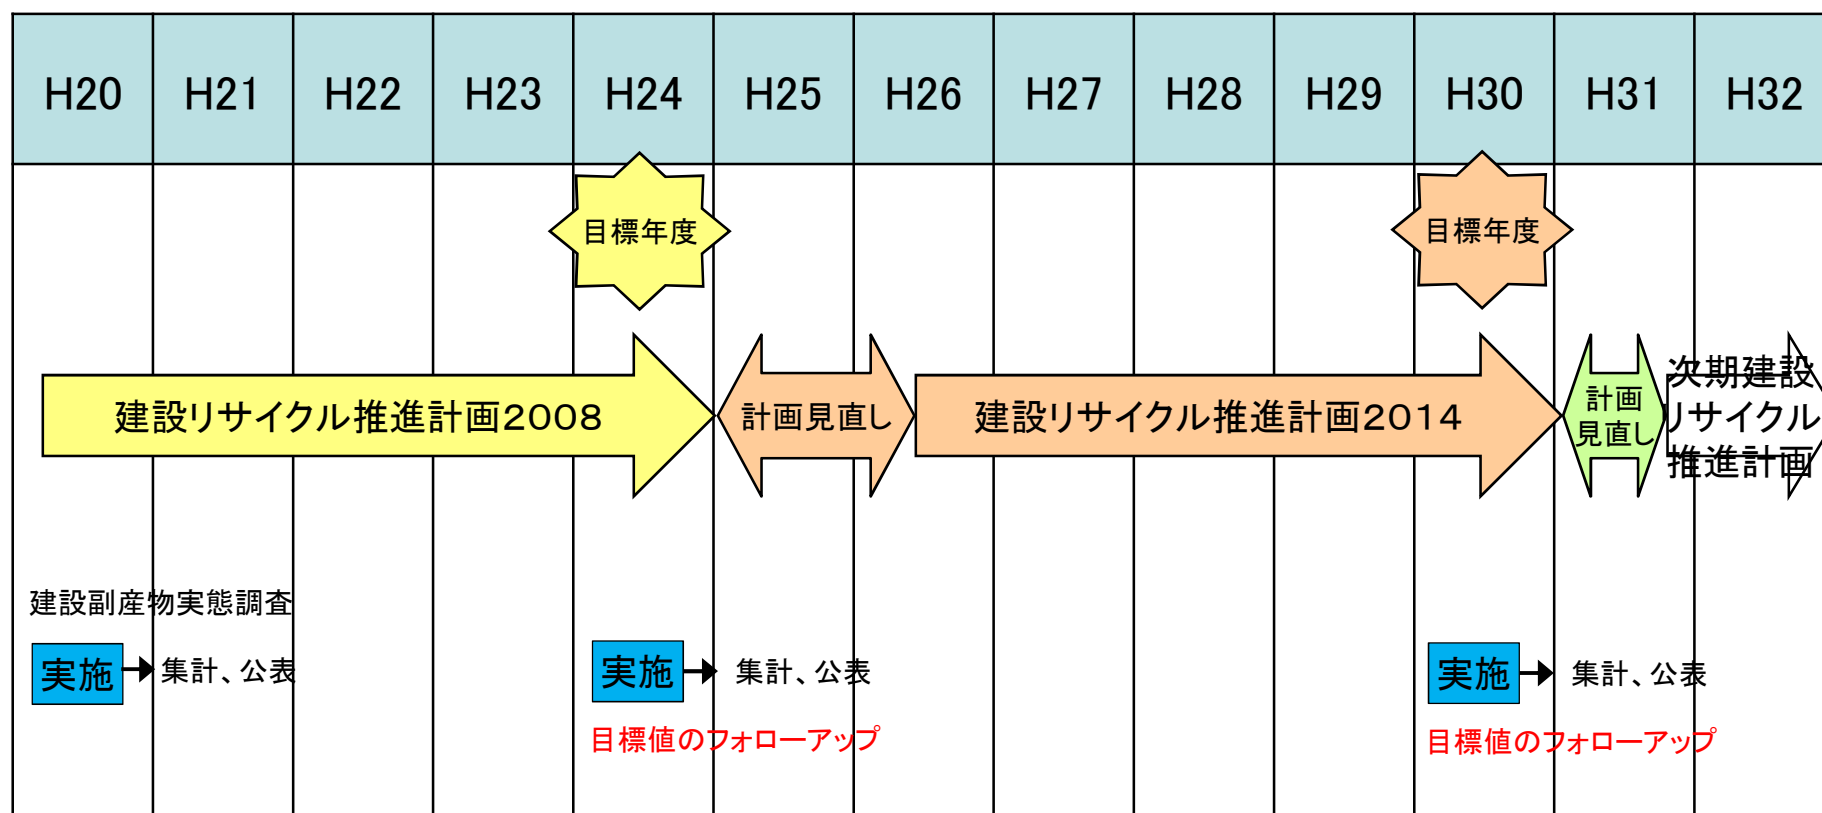 H20 H21 H22 H23 H24 H25 H26 H27 H28 H29 H30 H31 H32
目標年度 目標年度
建設リサイクル推進計画2008
計画見直し
建設リサイクル推進計画2014
計画
見直し
次期建設
リサイクル
推進計画
建設副産物実態調査
実施 集計、公表 実施 集計、公表 実施 集計、公表
目標値のフォローアップ 目標値のフォローアップ